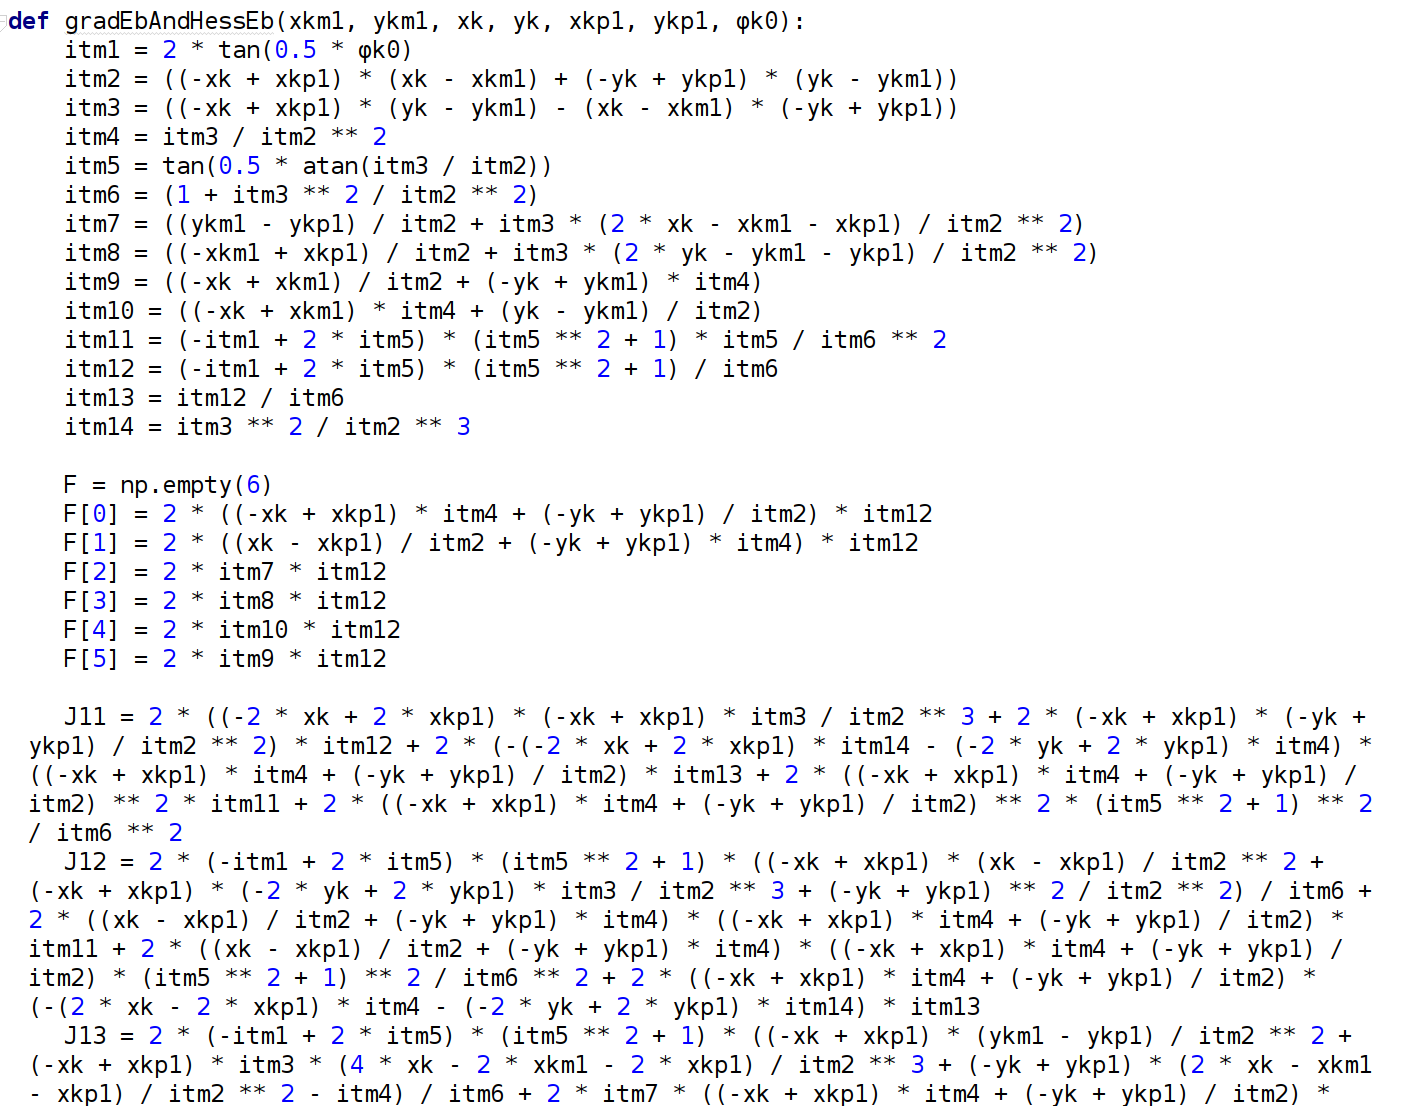 def gradEbAndHessEb(xkm1, ykm1, xk, yk, xkp1, ykp1, φk0):
    itm1 = 2 * tan(0.5 * φk0)
    itm2 = ((-xk + xkp1) * (xk - xkm1) + (-yk + ykp1) * (yk - ykm1))
    itm3 = ((-xk + xkp1) * (yk - ykm1) - (xk - xkm1) * (-yk + ykp1))
    itm4 = itm3 / itm2 ** 2
    itm5 = tan(0.5 * atan(itm3 / itm2))
    itm6 = (1 + itm3 ** 2 / itm2 ** 2)
    itm7 = ((ykm1 - ykp1) / itm2 + itm3 * (2 * xk - xkm1 - xkp1) / itm2 ** 2)
    itm8 = ((-xkm1 + xkp1) / itm2 + itm3 * (2 * yk - ykm1 - ykp1) / itm2 ** 2)
    itm9 = ((-xk + xkm1) / itm2 + (-yk + ykm1) * itm4)
    itm10 = ((-xk + xkm1) * itm4 + (yk - ykm1) / itm2)
    itm11 = (-itm1 + 2 * itm5) * (itm5 ** 2 + 1) * itm5 / itm6 ** 2
    itm12 = (-itm1 + 2 * itm5) * (itm5 ** 2 + 1) / itm6
    itm13 = itm12 / itm6
    itm14 = itm3 ** 2 / itm2 ** 3

    F = np.empty(6)
    F[0] = 2 * ((-xk + xkp1) * itm4 + (-yk + ykp1) / itm2) * itm12
    F[1] = 2 * ((xk - xkp1) / itm2 + (-yk + ykp1) * itm4) * itm12
    F[2] = 2 * itm7 * itm12
    F[3] = 2 * itm8 * itm12
    F[4] = 2 * itm10 * itm12
    F[5] = 2 * itm9 * itm12

    J11 = 2 * ((-2 * xk + 2 * xkp1) * (-xk + xkp1) * itm3 / itm2 ** 3 + 2 * (-xk + xkp1) * (-yk +
ykp1) / itm2 ** 2) * itm12 + 2 * (-(-2 * xk + 2 * xkp1) * itm14 - (-2 * yk + 2 * ykp1) * itm4) *
((-xk + xkp1) * itm4 + (-yk + ykp1) / itm2) * itm13 + 2 * ((-xk + xkp1) * itm4 + (-yk + ykp1) /
itm2) ** 2 * itm11 + 2 * ((-xk + xkp1) * itm4 + (-yk + ykp1) / itm2) ** 2 * (itm5 ** 2 + 1) ** 2
/ itm6 ** 2
    J12 = 2 * (-itm1 + 2 * itm5) * (itm5 ** 2 + 1) * ((-xk + xkp1) * (xk - xkp1) / itm2 ** 2 +
(-xk + xkp1) * (-2 * yk + 2 * ykp1) * itm3 / itm2 ** 3 + (-yk + ykp1) ** 2 / itm2 ** 2) / itm6 +
2 * ((xk - xkp1) / itm2 + (-yk + ykp1) * itm4) * ((-xk + xkp1) * itm4 + (-yk + ykp1) / itm2) *
itm11 + 2 * ((xk - xkp1) / itm2 + (-yk + ykp1) * itm4) * ((-xk + xkp1) * itm4 + (-yk + ykp1) /
itm2) * (itm5 ** 2 + 1) ** 2 / itm6 ** 2 + 2 * ((-xk + xkp1) * itm4 + (-yk + ykp1) / itm2) *
(-(2 * xk - 2 * xkp1) * itm4 - (-2 * yk + 2 * ykp1) * itm14) * itm13
    J13 = 2 * (-itm1 + 2 * itm5) * (itm5 ** 2 + 1) * ((-xk + xkp1) * (ykm1 - ykp1) / itm2 ** 2 +
(-xk + xkp1) * itm3 * (4 * xk - 2 * xkm1 - 2 * xkp1) / itm2 ** 3 + (-yk + ykp1) * (2 * xk - xkm1
- xkp1) / itm2 ** 2 - itm4) / itm6 + 2 * itm7 * ((-xk + xkp1) * itm4 + (-yk + ykp1) / itm2) *